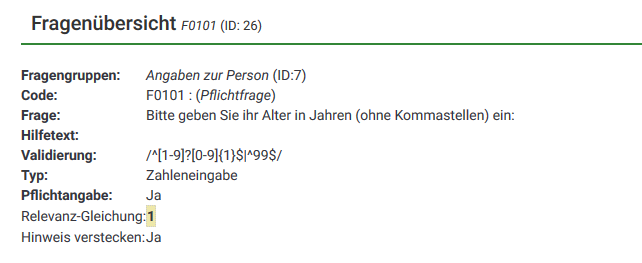 Fragenübersicht F0101 (ID: 26)
Fragengruppen: Angaben zur Person (ID:7)
Code: F0101 : (Pflichtfrage)
Frage: Bitte geben Sie ihr Alter in Jahren (ohne Kommastellen) ein:
Hilfetext:
Validierung: /^[1-9]?[0-9]{1}$|^99$/
Typ: Zahleneingabe
Pflichtangabe: Ja
Relevanz-Gleichung:1
Hinweis verstecken:Ja